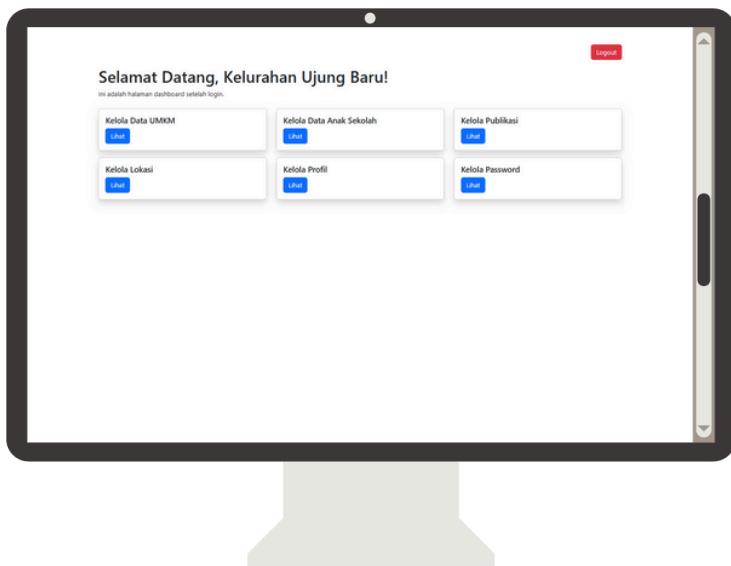 Logout
Selamat Datang, Kelurahan Ujung Baru!
Ini adalah halaman dashboard setelah login.
Kelola Data UMKM
Lihat
Kelola Data Anak Sekolah
Lihat
Kelola Publikasi
Lihat
Kelola Lokasi
Lihat
Kelola Profil
Lihat
Kelola Password
Lihat